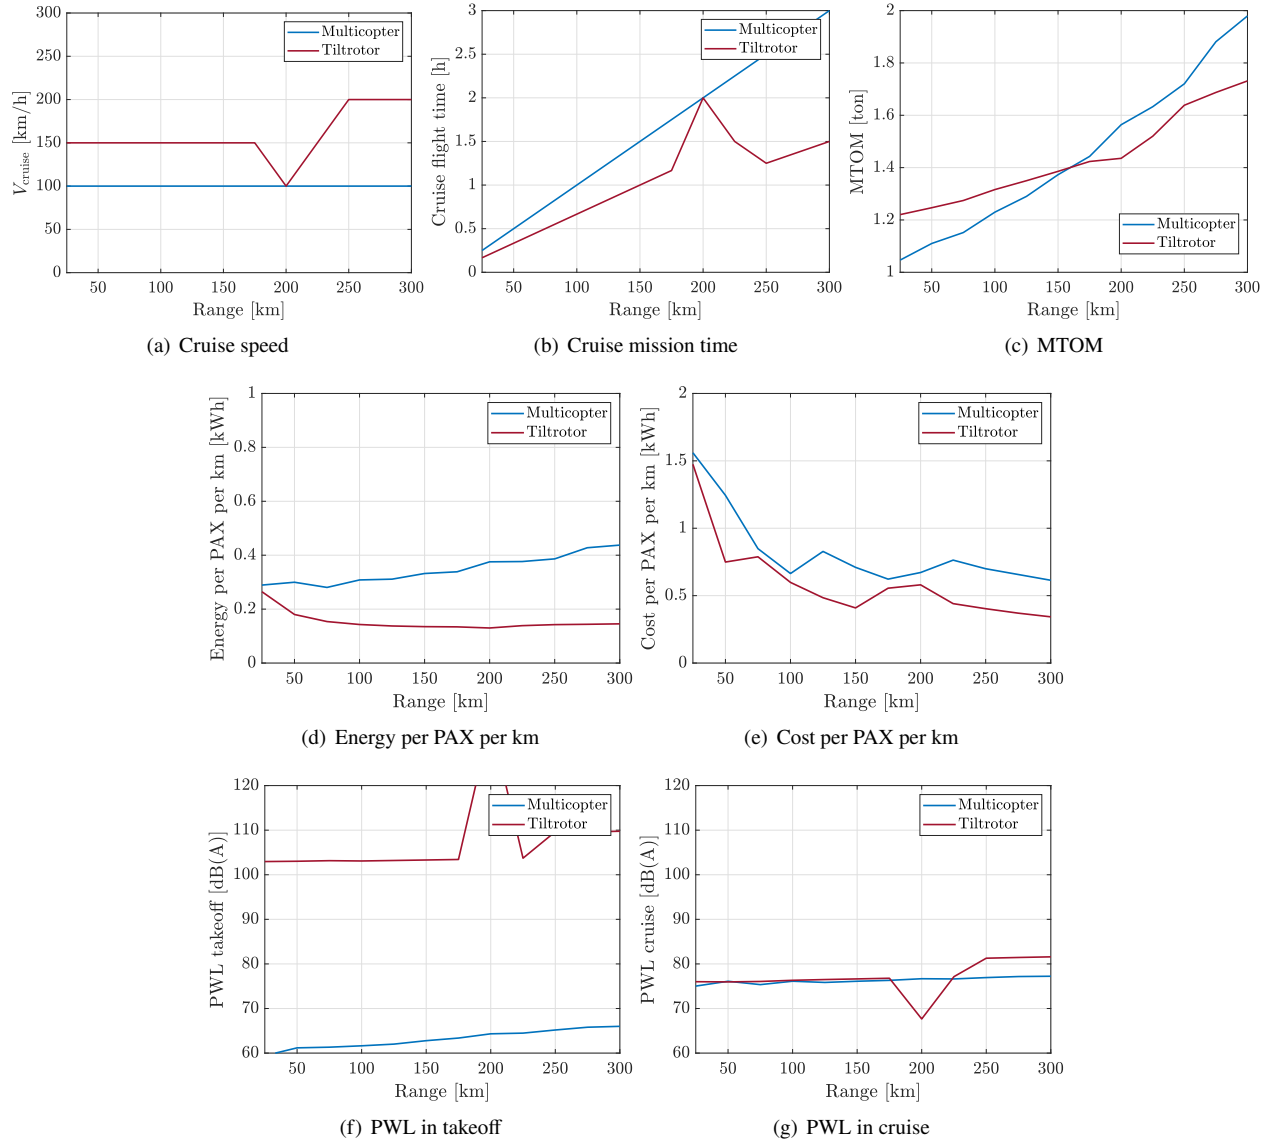 300
250
200
150
100
50
0
V_cruise [km/h]
Multicopter
Tiltrotor
50 100 150 200 250 300
Range [km]
(a) Cruise speed
3
2.5
2
1.5
1
0.5
0
Cruise flight time [h]
Multicopter
Tiltrotor
50 100 150 200 250 300
Range [km]
(b) Cruise mission time
2
1.8
1.6
1.4
1.2
1
MTOM [ton]
Multicopter
Tiltrotor
50 100 150 200 250 300
Range [km]
(c) MTOM
1
0.8
0.6
0.4
0.2
0
Energy per PAX per km [kWh]
Multicopter
Tiltrotor
50 100 150 200 250 300
Range [km]
(d) Energy per PAX per km
2
1.5
1
0.5
0
Cost per PAX per km [kWh]
Multicopter
Tiltrotor
50 100 150 200 250 300
Range [km]
(e) Cost per PAX per km
120
110
100
90
80
70
60
PWL takeoff [dB(A)]
Multicopter
Tiltrotor
50 100 150 200 250 300
Range [km]
(f) PWL in takeoff
120
110
100
90
80
70
60
PWL cruise [dB(A)]
Multicopter
Tiltrotor
50 100 150 200 250 300
Range [km]
(g) PWL in cruise